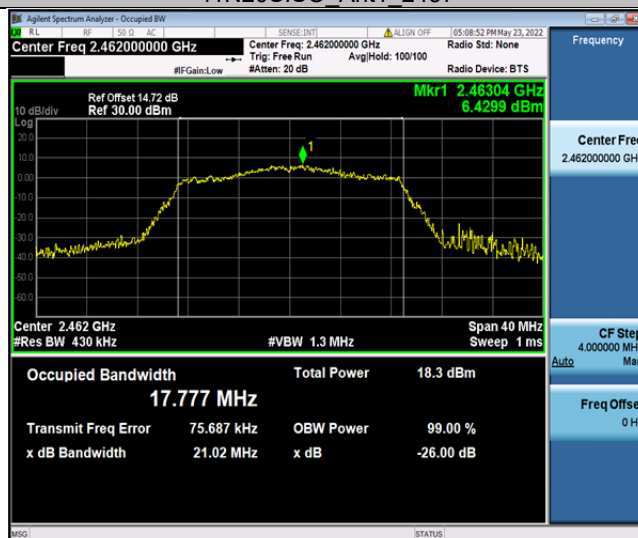 Agilent Spectrum Analyzer - Occupied BW
RL RF 50 Ω AC SENSE:INT ALIGN OFF 05:08:52 PM May 23, 2022
Center Freq 2.462000000 GHz
Center Freq: 2.462000000 GHz
Radio Std: None
Trig: Free Run Avg|Hold: 100/100
#IFGain:Low
#Atten: 20 dB
Radio Device: BTS
Frequency
Mkr1 2.46304 GHz
6.4299 dBm
Ref Offset 14.72 dB
10 dB/div Ref 30.00 dBm
Log
20.0
10.0
0.00
-10.0
-20.0
-30.0
-40.0
-50.0
-60.0
1
Center 2.462 GHz
Span 40 MHz
#Res BW 430 kHz
#VBW 1.3 MHz
Sweep 1 ms
Occupied Bandwidth
17.777 MHz
Total Power 18.3 dBm
Transmit Freq Error 75.687 kHz
OBW Power 99.00 %
x dB Bandwidth 21.02 MHz
x dB -26.00 dB
Center Fre
2.462000000 GH
CF Step
4.000000 MH
Auto Ma
Freq Offse
0 H
MSG STATUS